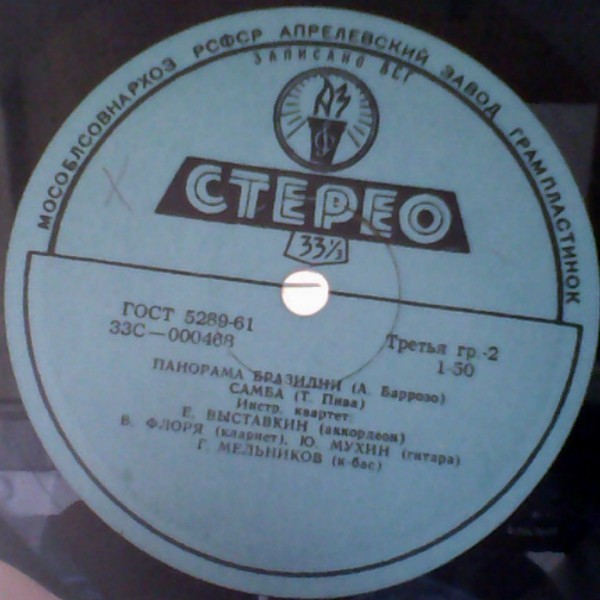 МОСОБЛСОВНАРХОЗ РСФСР АПРЕЛЕВСКИЙ ЗАВОД ГРАМПЛАСТИНОК
ЗАПИСАНО ВСГ
АЗ
СТЕРЕО
33⅓
ГОСТ 5289-61
33С—000468
Третья гр.-2
1-50
ПАНОРАМА БРАЗИЛИИ (А. Баррозо)
САМБА (Т. Пива)
Инстр. квартет:
Е. ВЫСТАВКИН (аккордеон)
В. ФЛОРЯ (кларнет), Ю. МУХИН (гитара)
Г. МЕЛЬНИКОВ (к-бас)